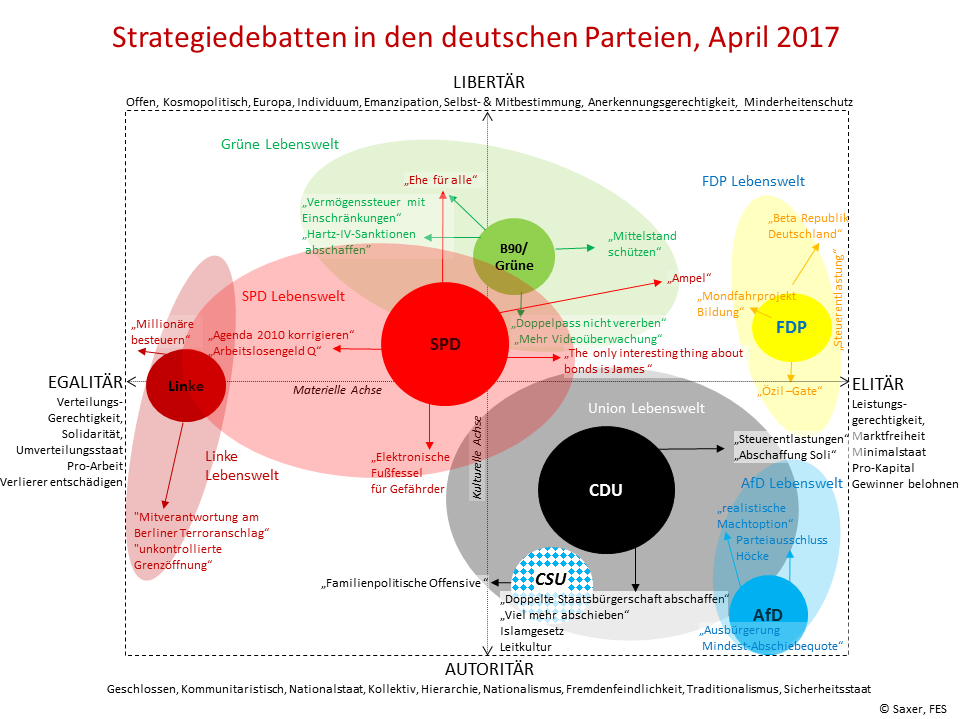 Strategiedebatten in den deutschen Parteien, April 2017
LIBERTÄR
Offen, Kosmopolitisch, Europa, Individuum, Emanzipation, Selbst- & Mitbestimmung, Anerkennungsgerechtigkeit, Minderheitenschutz
Grüne Lebenswelt
„Ehe für alle“
FDP Lebenswelt
„Vermögenssteuer mit
Einschränkungen“
„Hartz-IV-Sanktionen
abschaffen“
B90/
Grüne
„Mittelstand
schützen“
„Beta Republik
Deutschland“
„Steuerentlastung“
„Ampel“
SPD Lebenswelt
„Mondfahrprojekt
Bildung“
FDP
„Millionäre
besteuern“
„Agenda 2010 korrigieren“
„Arbeitslosengeld Q“
SPD
„Doppelpass nicht vererben“
„Mehr Videoüberwachung“
„The only interesting thing about
bonds is James “
Linke
EGALITÄR
Verteilungs-
Gerechtigkeit,
Solidarität,
Umverteilungsstaat
Pro-Arbeit
Verlierer entschädigen
Materielle Achse
„Özil –Gate“
ELITÄR
Leistungs-
gerechtigkeit,
Marktfreiheit
Minimalstaat
Pro-Kapital
Gewinner belohnen
Union Lebenswelt
Kulturelle Achse
„Steuerentlastungen“
„Abschaffung Soli“
Linke
Lebenswelt
„Elektronische
Fußfessel
für Gefährder
CDU
AfD Lebenswelt
"Mitverantwortung am
Berliner Terroranschlag“
"unkontrollierte
Grenzöffnung“
„realistische
Machtoption“
Parteiausschluss
Höcke
„Familienpolitische Offensive “
CSU
„Doppelte Staatsbürgerschaft abschaffen“
„Viel mehr abschieben“
Islamgesetz
Leitkultur
AfD
„Ausbürgerung
Mindest-Abschiebequote“
AUTORITÄR
Geschlossen, Kommunitaristisch, Nationalstaat, Kollektiv, Hierarchie, Nationalismus, Fremdenfeindlichkeit, Traditionalismus, Sicherheitsstaat
© Saxer, FES